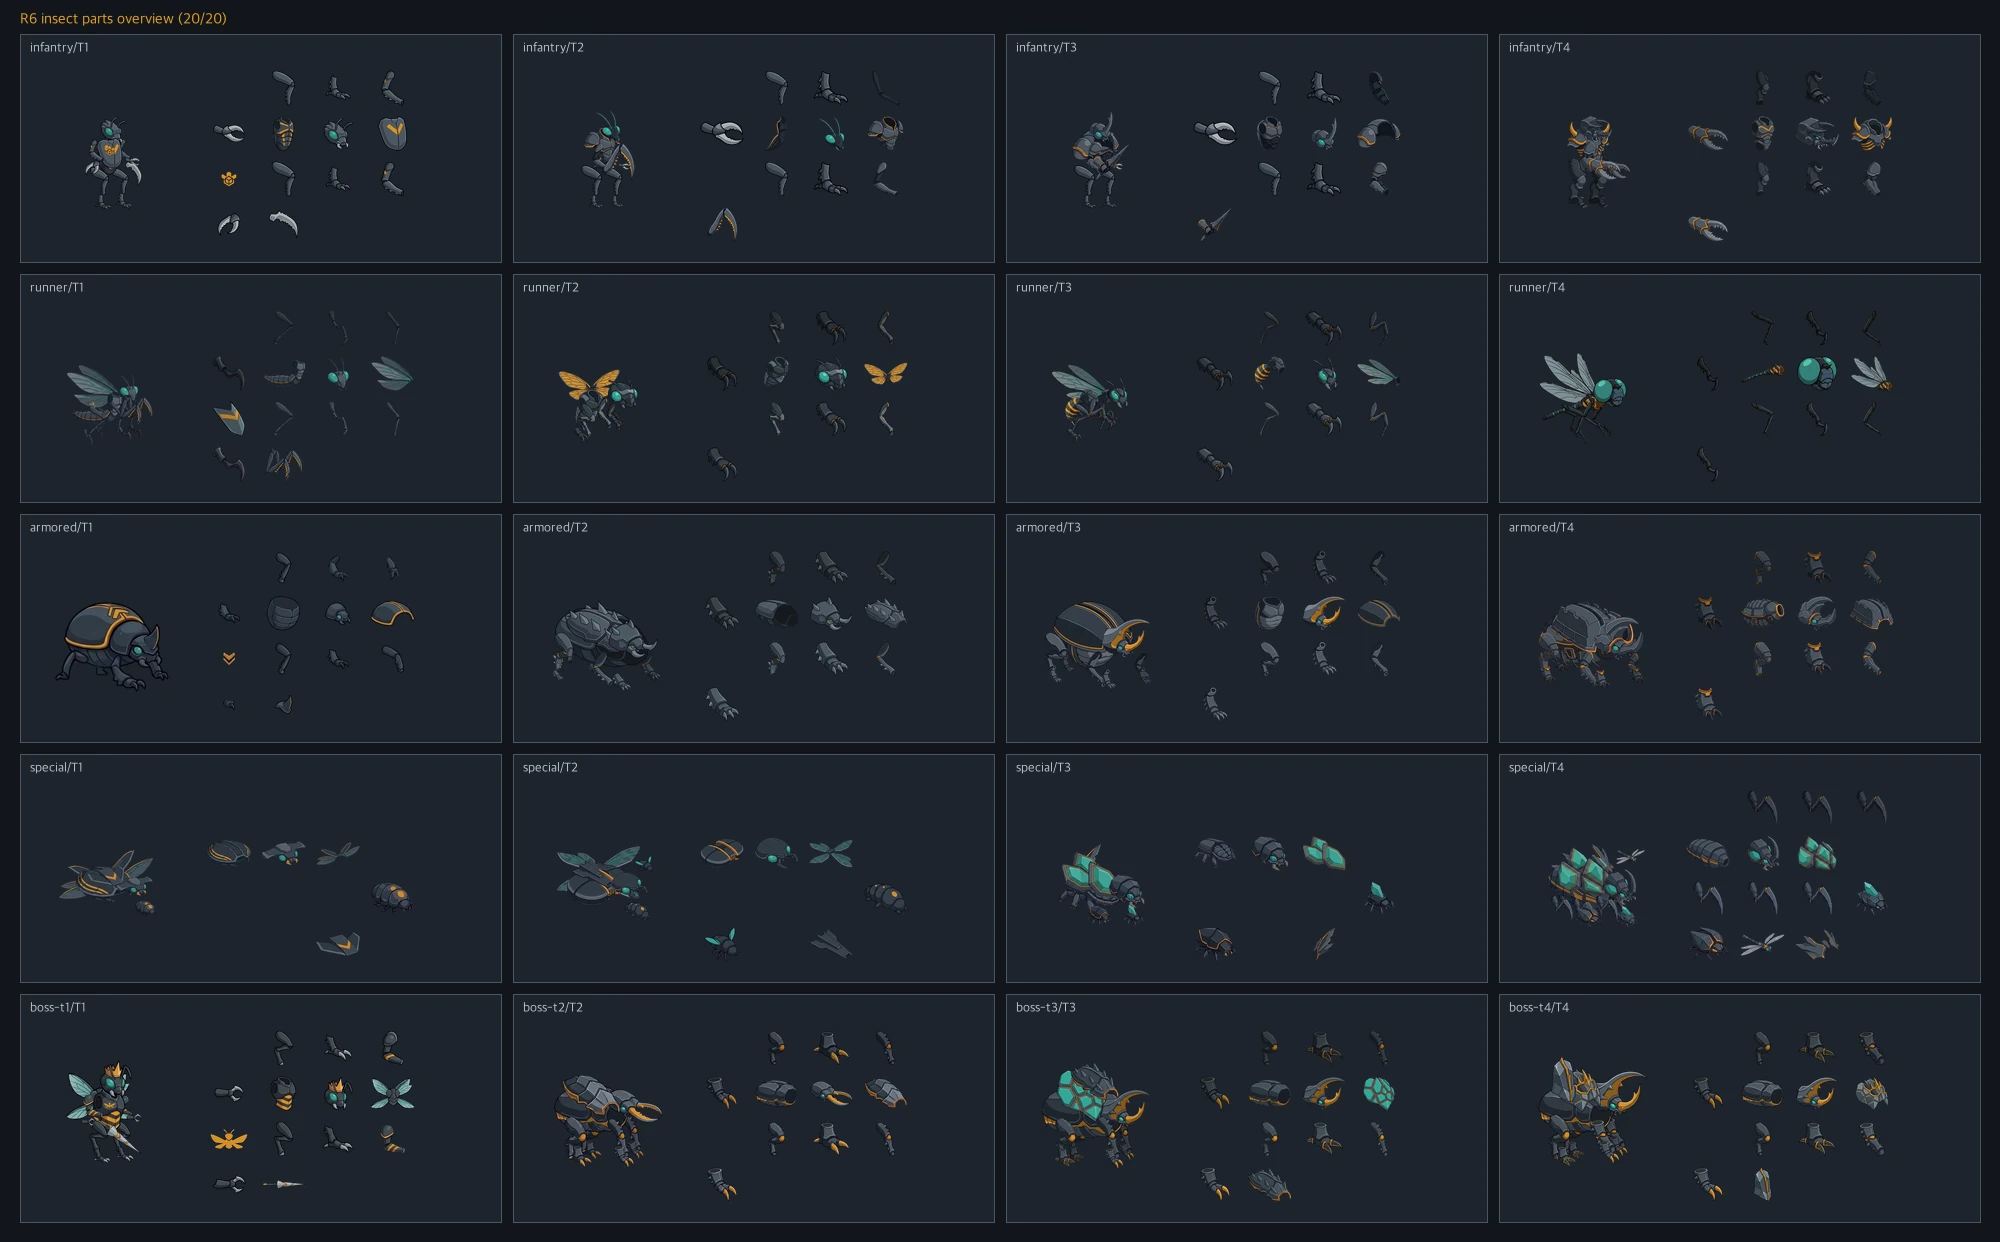 R6 insect parts overview (20/20)
infantry/T1
infantry/T2
infantry/T3
infantry/T4
runner/T1
runner/T2
runner/T3
runner/T4
armored/T1
armored/T2
armored/T3
armored/T4
special/T1
special/T2
special/T3
special/T4
boss-t1/T1
boss-t2/T2
boss-t3/T3
boss-t4/T4